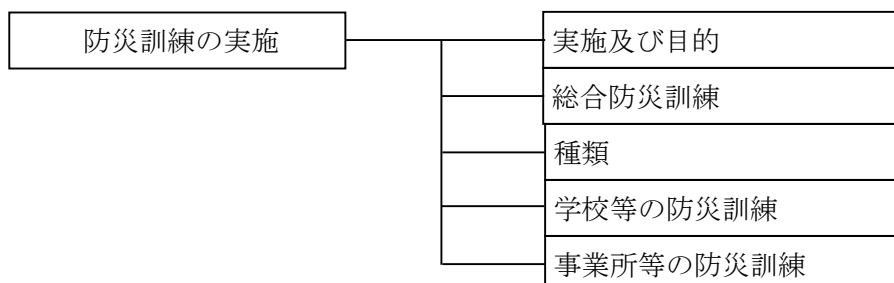 防災訓練の実施
実施及び目的
総合防災訓練
種類
学校等の防災訓練
事業所等の防災訓練